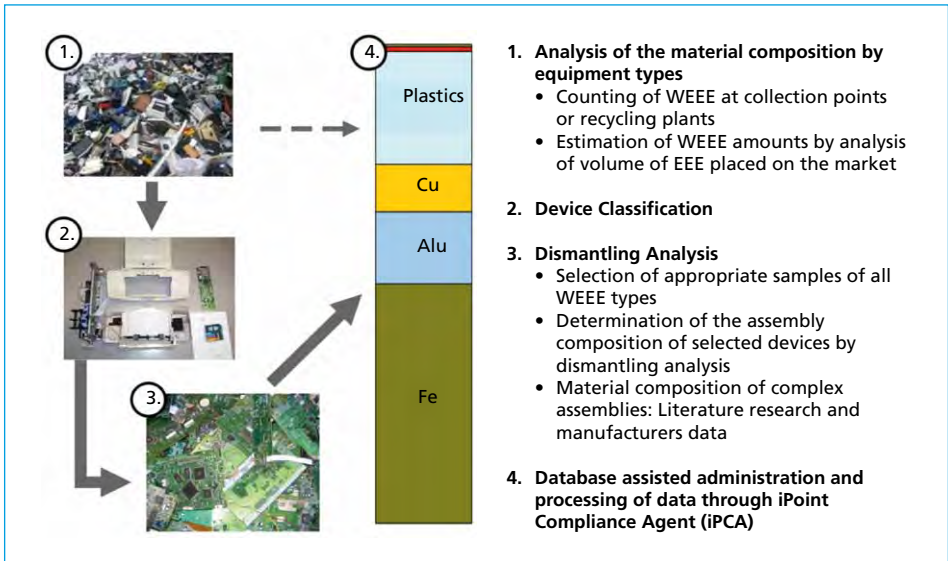 1.
4.
Plastics
Cu
Alu
Fe
2.
3.
1. Analysis of the material composition by
equipment types
• Counting of WEEE at collection points
or recycling plants
• Estimation of WEEE amounts by analysis
of volume of EEE placed on the market
2. Device Classification
3. Dismantling Analysis
• Selection of appropriate samples of all
WEEE types
• Determination of the assembly
composition of selected devices by
dismantling analysis
• Material composition of complex
assemblies: Literature research and
manufacturers data
4. Database assisted administration and
processing of data through iPoint
Compliance Agent (iPCA)